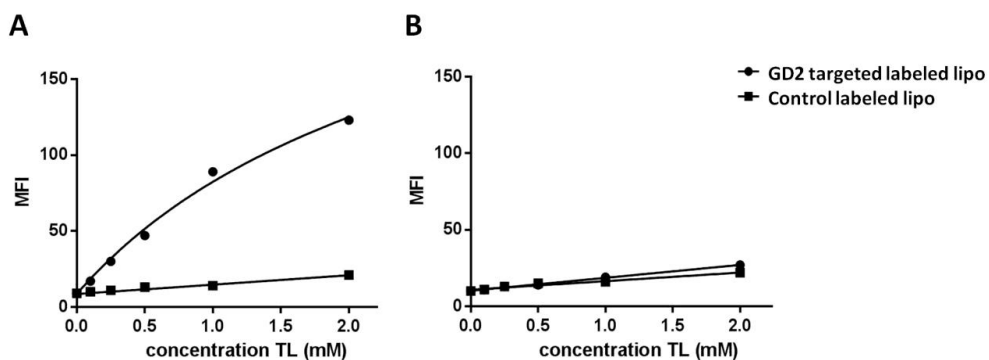 A
B
150
100
50
0
MFI
0.0 0.5 1.0 1.5 2.0
concentration TL (mM)
150
100
50
0
MFI
0.0 0.5 1.0 1.5 2.0
concentration TL (mM)
GD2 targeted labeled lipo
Control labeled lipo